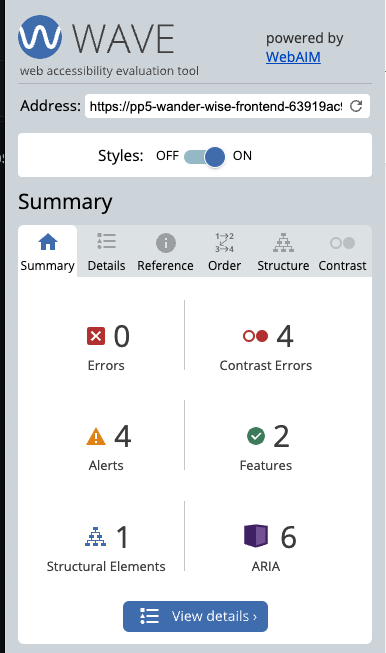 WAVE
powered by
WebAIM
web accessibility evaluation tool
Address: https://pp5-wander-wise-frontend-63919ac
Styles: OFF ON
Summary
Summary Details Reference Order Structure Contrast
0 4
Errors Contrast Errors
4 2
Alerts Features
1 6
Structural Elements ARIA
View details ›